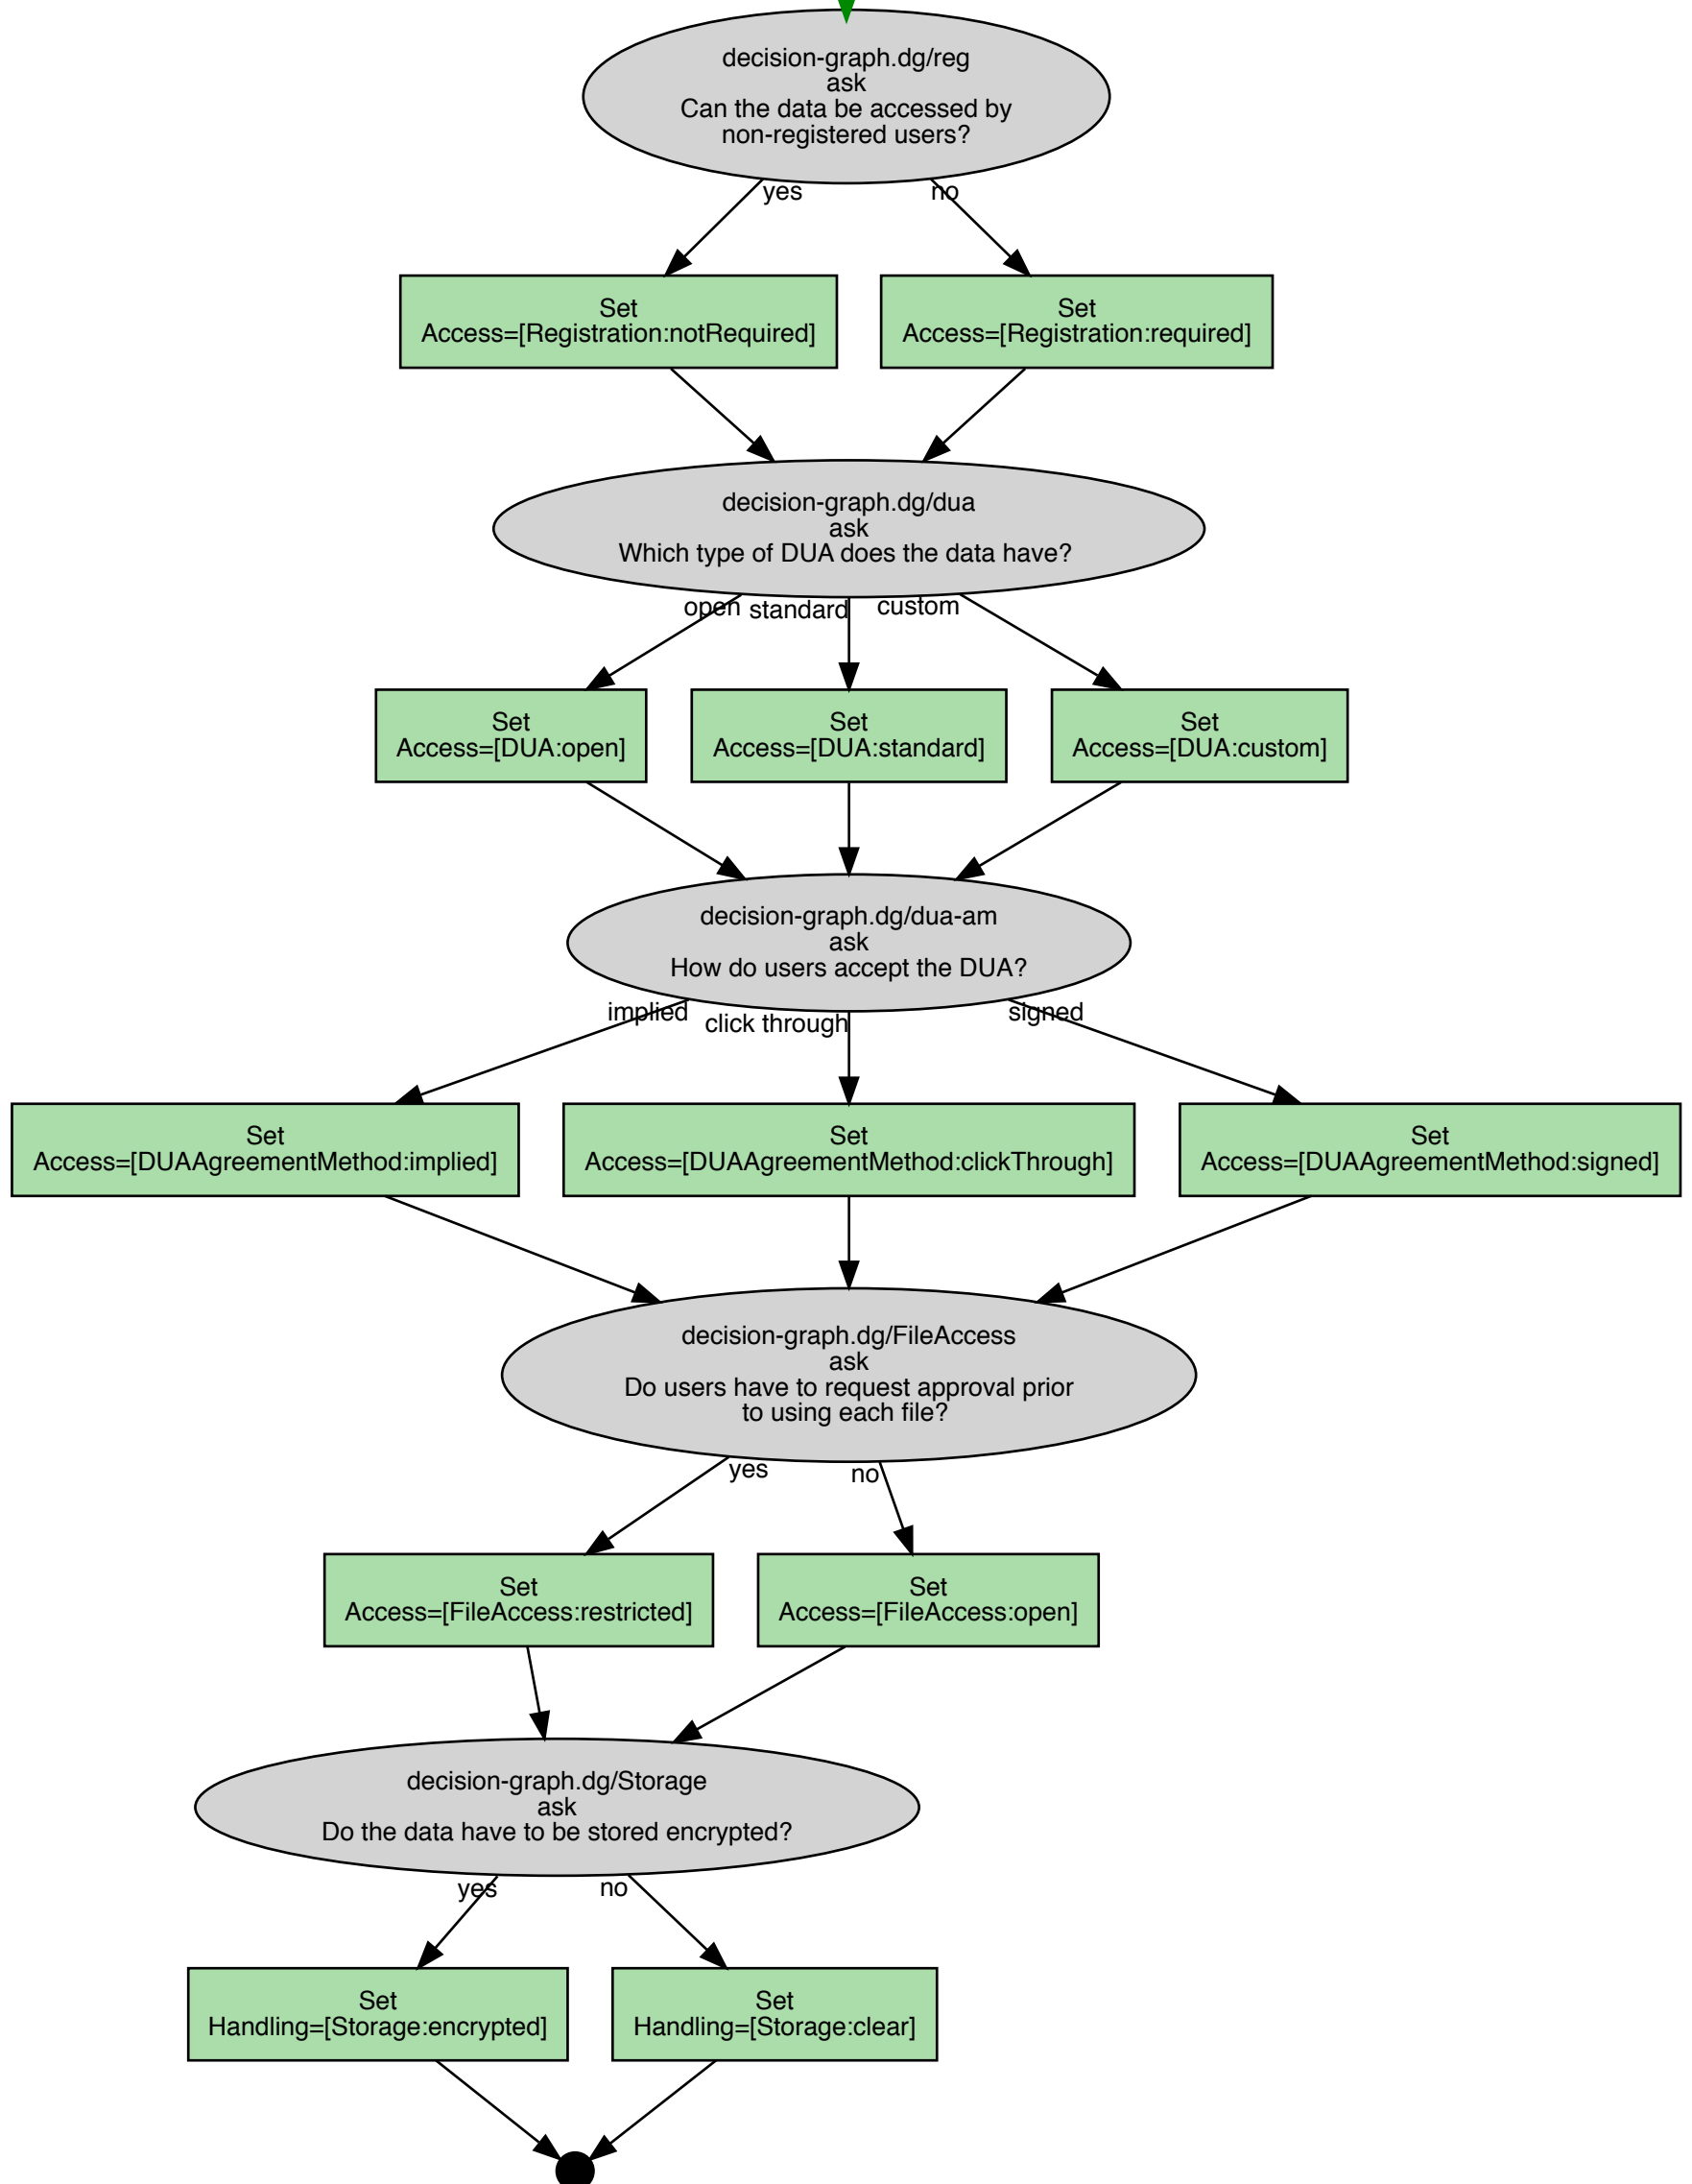 decision-graph.dg/reg
ask
Can the data be accessed by
non-registered users?
yes
no
Set
Access=[Registration:notRequired]
Set
Access=[Registration:required]
decision-graph.dg/dua
ask
Which type of DUA does the data have?
open
standard
custom
Set
Access=[DUA:open]
Set
Access=[DUA:standard]
Set
Access=[DUA:custom]
decision-graph.dg/dua-am
ask
How do users accept the DUA?
implied
click through
signed
Set
Access=[DUAAgreementMethod:implied]
Set
Access=[DUAAgreementMethod:clickThrough]
Set
Access=[DUAAgreementMethod:signed]
decision-graph.dg/FileAccess
ask
Do users have to request approval prior
to using each file?
yes
no
Set
Access=[FileAccess:restricted]
Set
Access=[FileAccess:open]
decision-graph.dg/Storage
ask
Do the data have to be stored encrypted?
yes
no
Set
Handling=[Storage:encrypted]
Set
Handling=[Storage:clear]